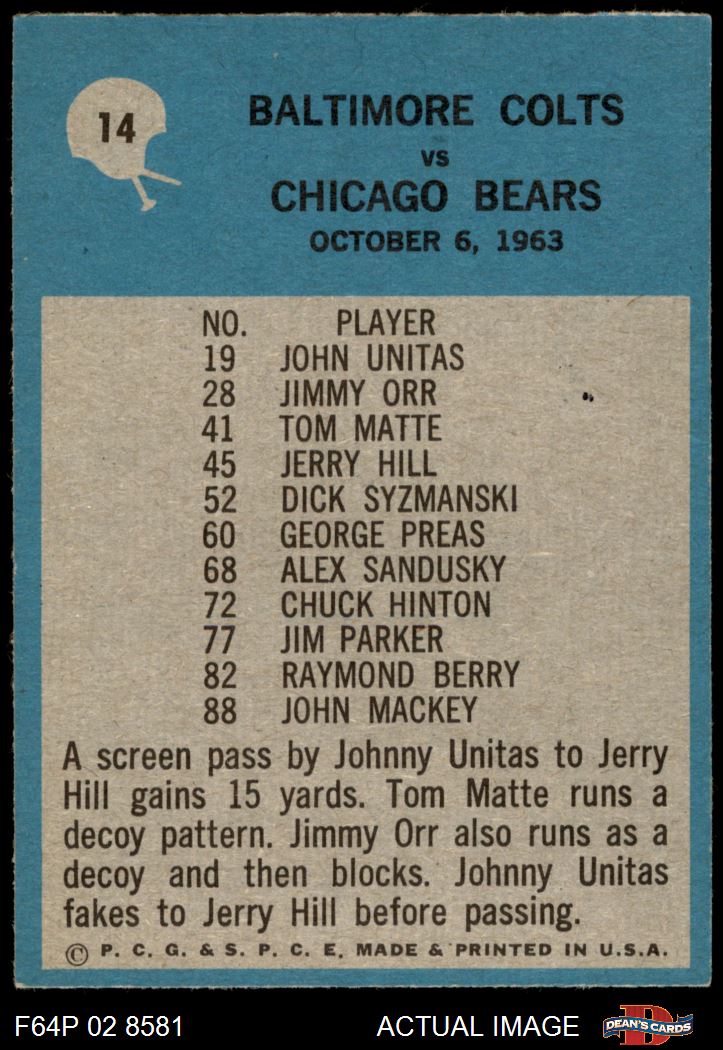 14
BALTIMORE COLTS
VS
CHICAGO BEARS
OCTOBER 6, 1963
NO. PLAYER
19 JOHN UNITAS
28 JIMMY ORR
41 TOM MATTE
45 JERRY HILL
52 DICK SYZMANSKI
60 GEORGE PREAS
68 ALEX SANDUSKY
72 CHUCK HINTON
77 JIM PARKER
82 RAYMOND BERRY
88 JOHN MACKEY
A screen pass by Johnny Unitas to Jerry
Hill gains 15 yards. Tom Matte runs a
decoy pattern. Jimmy Orr also runs as a
decoy and then blocks. Johnny Unitas
fakes to Jerry Hill before passing.
© P. C. G. & S. P. C. E. MADE & PRINTED IN U.S.A.
F64P 02 8581 ACTUAL IMAGE D DEAN'S CARDS